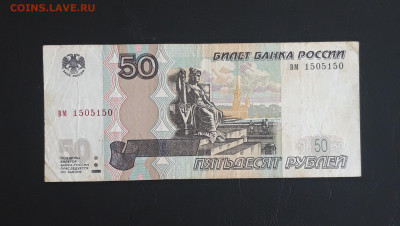 COINS.LAVE.RU
50
БИЛЕТ БАНКА РОССИИ
вм 1505150
вм 1505150
50
50
ПЯТЬДЕСЯТ РУБЛЕЙ